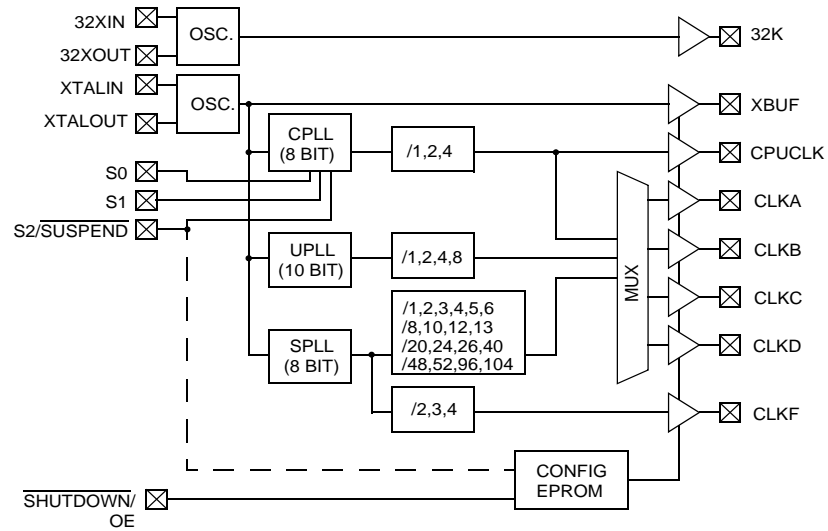 32XIN
32XOUT
OSC.
32K
XTALIN
XTALOUT
OSC.
XBUF
CPLL
(8 BIT)
/1,2,4
CPUCLK
S0
S1
S2/SUSPEND
CLKA
CLKB
CLKC
CLKD
MUX
UPLL
(10 BIT)
/1,2,4,8
SPLL
(8 BIT)
/1,2,3,4,5,6
/8,10,12,13
/20,24,26,40
/48,52,96,104
/2,3,4
CLKF
CONFIG
EPROM
SHUTDOWN/
OE